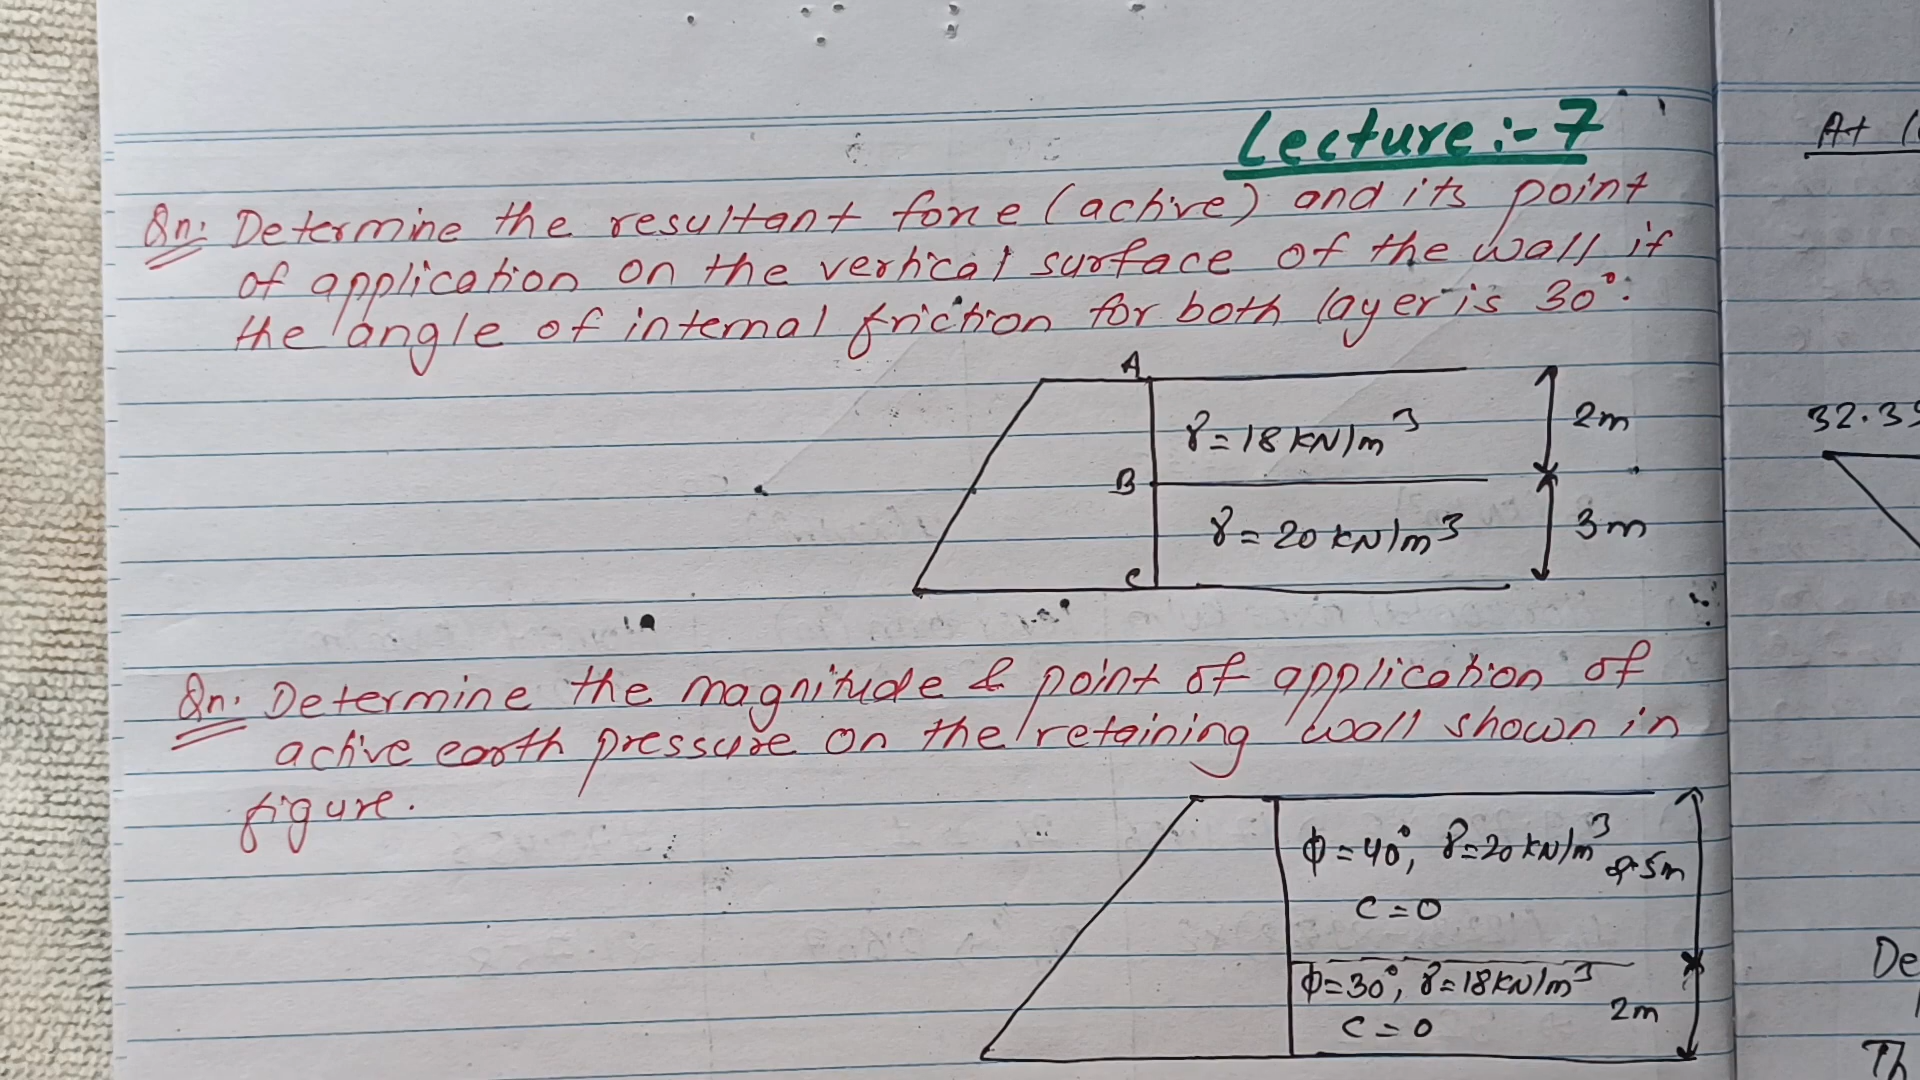 Lecture:- 7
Qn: Determine the resultant force (active) and its point
of application on the vertical surface of the wall if
the angle of internal friction for both layer is 30°.
A
γ = 18 kN/m³
2m
B
γ = 20 kN/m³
3m
C
Qn. Determine the magnitude & point of application of
active earth pressure on the retaining wall shown in
figure.
ϕ = 40°, γ = 20 kN/m³
5m
C = 0
ϕ = 30°, γ = 18 kN/m³
2m
C = 0
At
32.3
De
Th